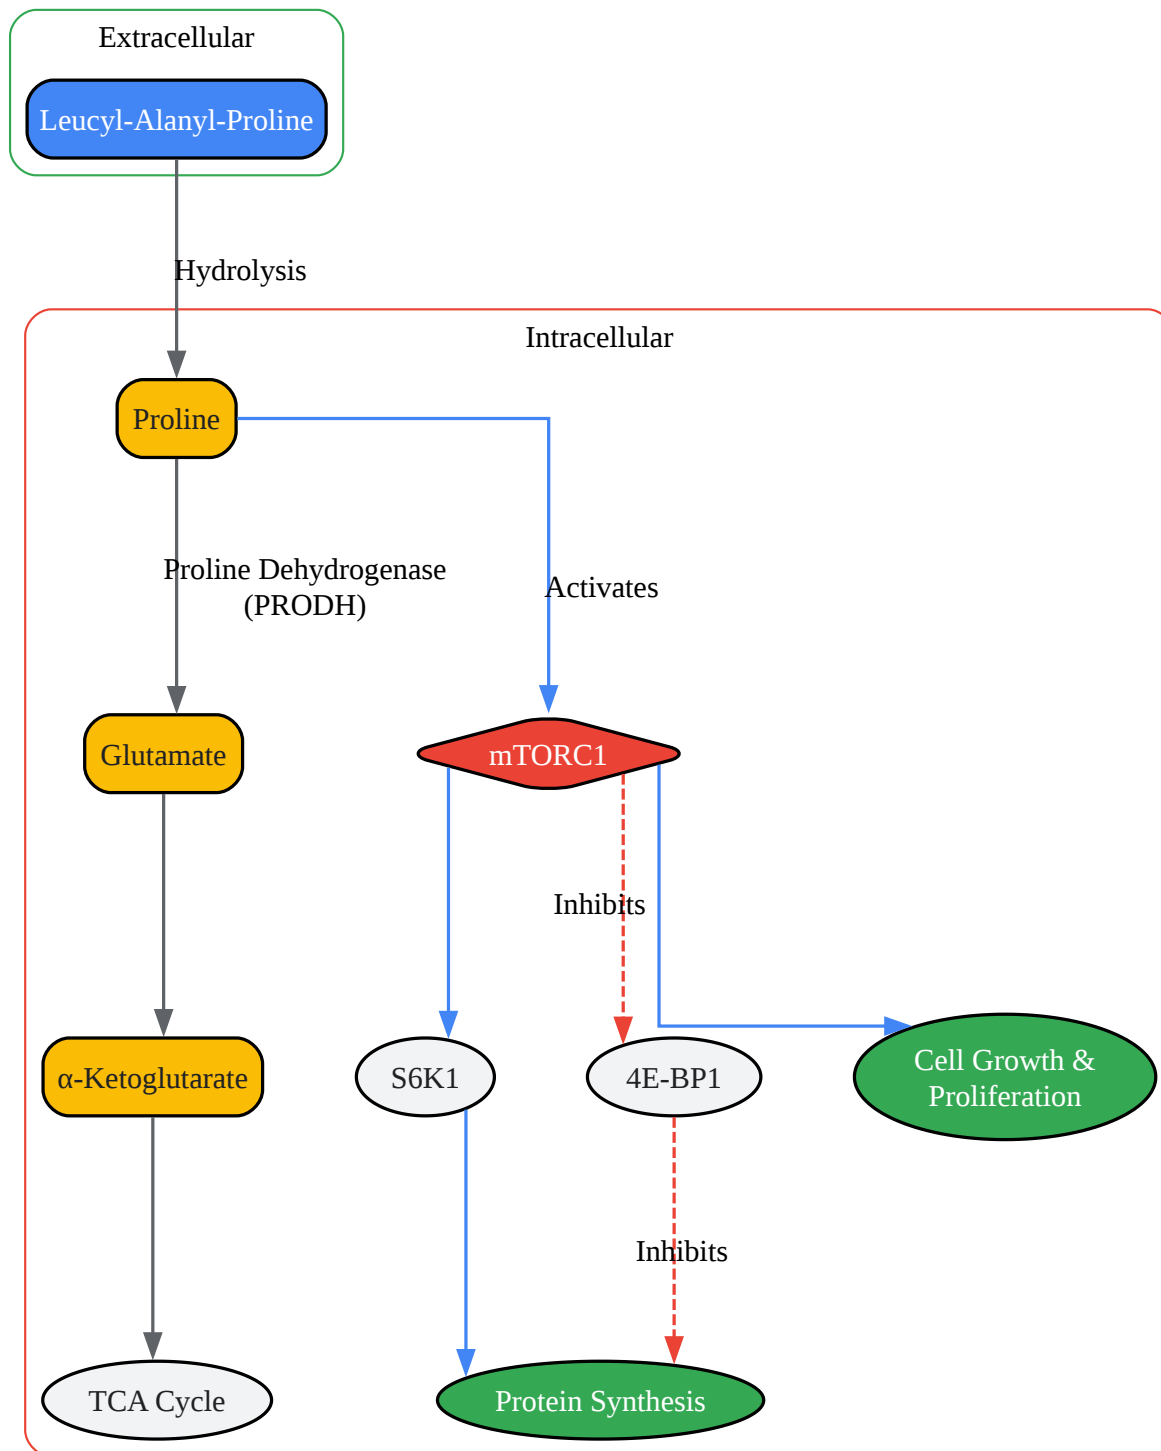 Extracellular
Leucyl-Alanyl-Proline
Hydrolysis
Intracellular
Proline
Proline Dehydrogenase
(PRODH)
Activates
Glutamate
mTORC1
Inhibits
α-Ketoglutarate
S6K1
4E-BP1
Cell Growth &
Proliferation
Inhibits
TCA Cycle
Protein Synthesis